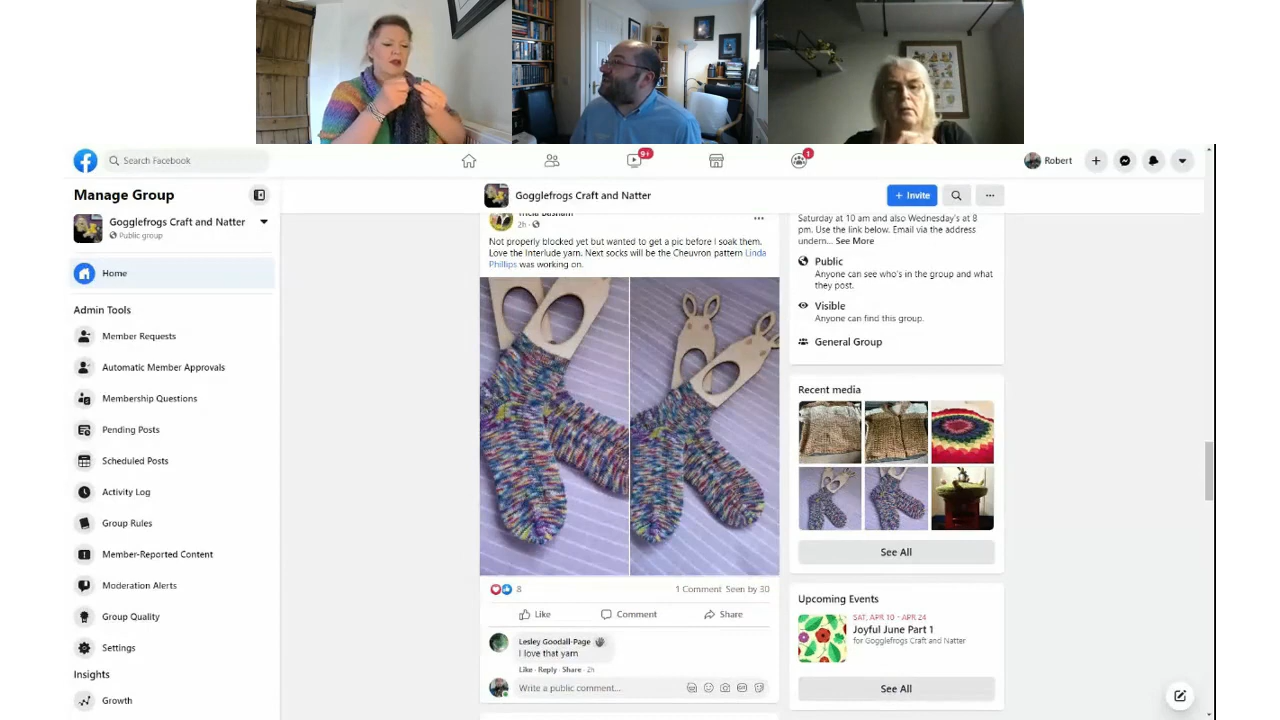 Search Facebook
9+
1
Robert
Manage Group
Gogglefrogs Craft and Natter
Public group
Home
Admin Tools
Member Requests
Automatic Member Approvals
Membership Questions
Pending Posts
Scheduled Posts
Activity Log
Group Rules
Member-Reported Content
Moderation Alerts
Group Quality
Settings
Insights
Growth
Gogglefrogs Craft and Natter
+ Invite
2h
Not properly blocked yet but wanted to get a pic before I soak them.
Love the Interlude yarn. Next socks will be the Cheuvron pattern Linda
Phillips was working on.
8
1 Comment Seen by 30
Like
Comment
Share
Lesley Goodall-Page
I love that yarn
Like · Reply · Share · 2h
Write a public comment...
Saturday at 10 am and also Wednesday's at 8
pm. Use the link below. Email via the address
undern... See More
Public
Anyone can see who's in the group and what
they post.
Visible
Anyone can find this group.
General Group
Recent media
See All
Upcoming Events
SAT, APR 10 - APR 24
Joyful June Part 1
for Gogglefrogs Craft and Natter
See All